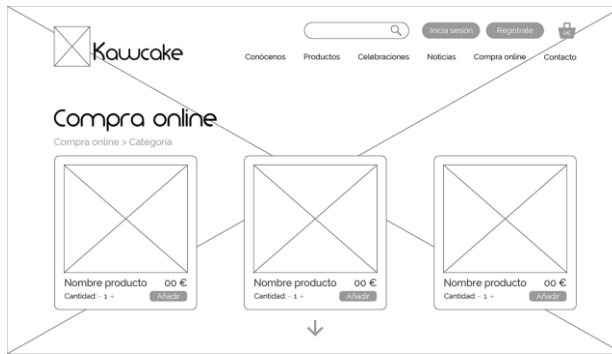 Kawcake
Inicia sesión Regístrate 0€
Conócenos Productos Celebraciones Noticias Compra online Contacto
Compra online
Compra online > Categoría
Nombre producto 00 €
Cantidad: - 1 + Añadir
Nombre producto 00 €
Cantidad: - 1 + Añadir
Nombre producto 00 €
Cantidad: - 1 + Añadir